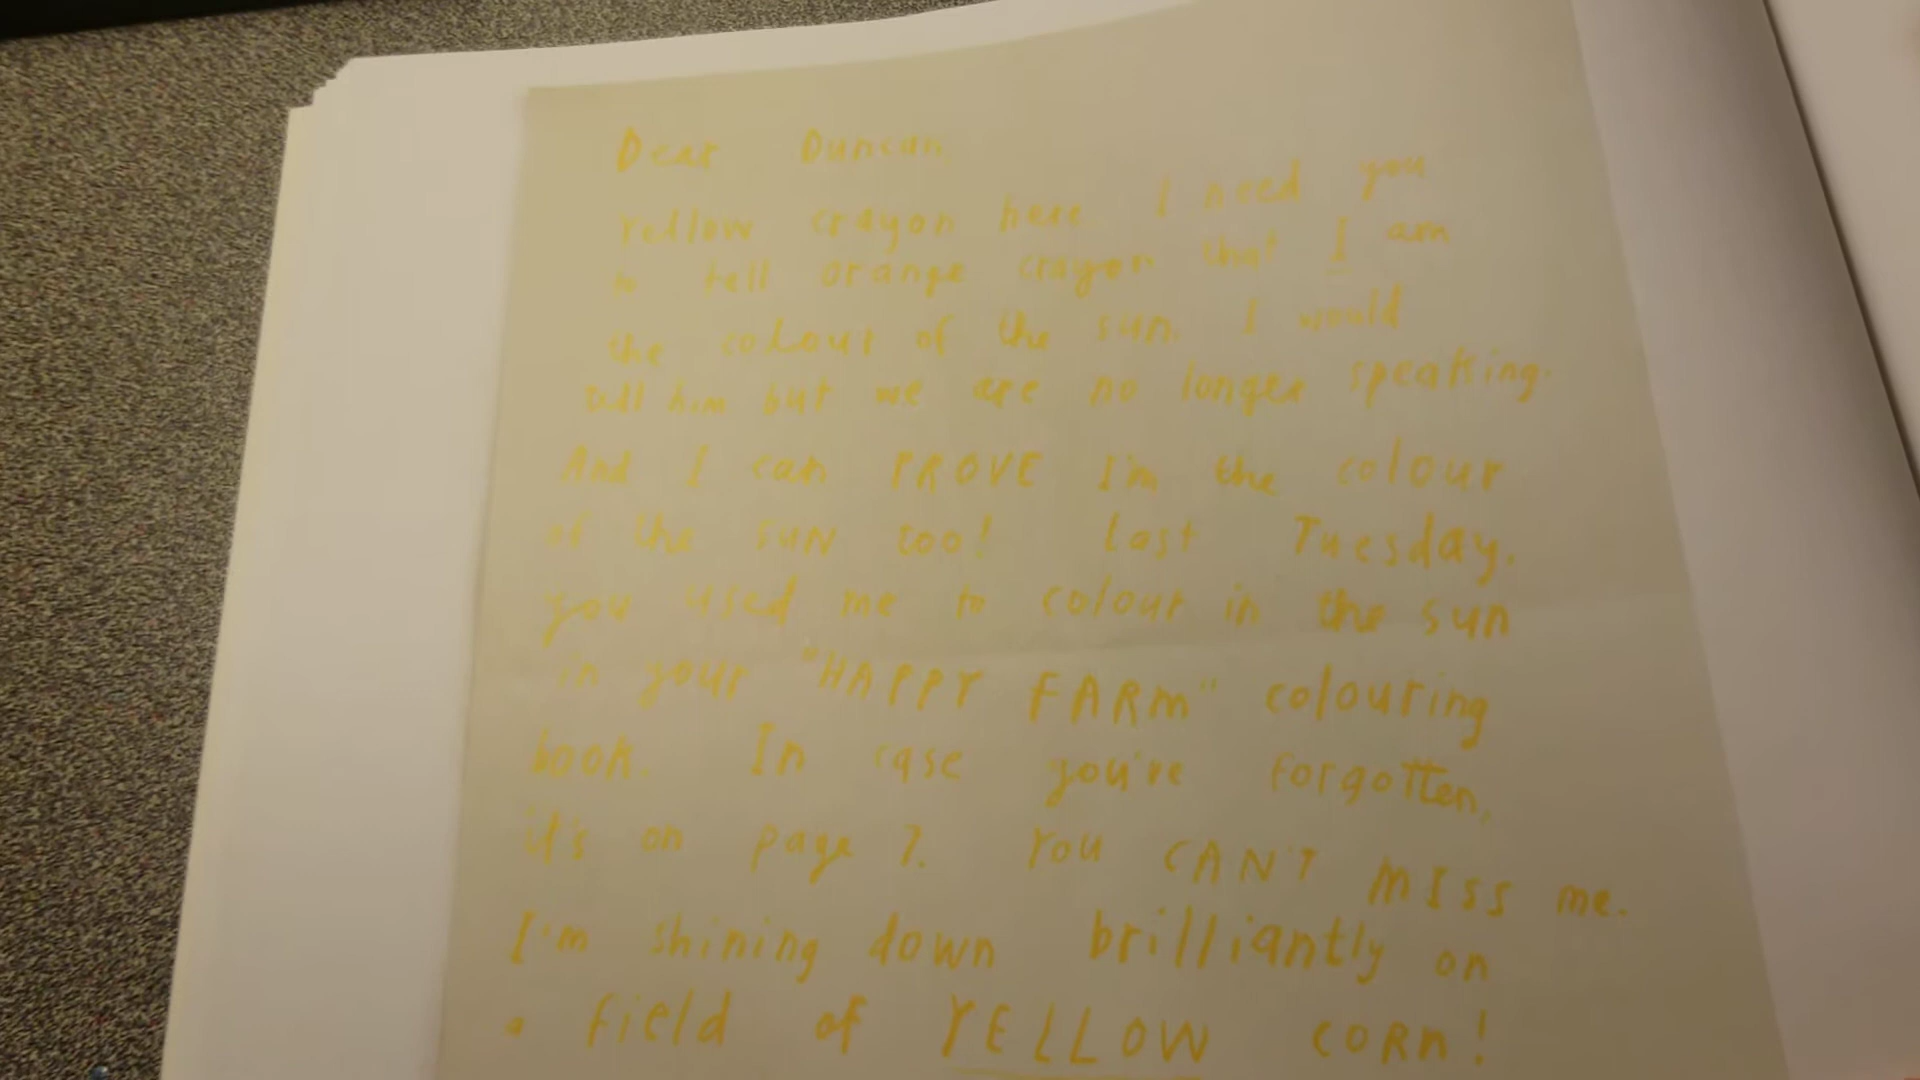 Dear Duncan,
Yellow crayon here. I need you
to tell orange crayon that I am
the colour of the sun. I would
tell him but we are no longer speaking.
And I can PROVE I'm the colour
of the sun too! Last Tuesday,
you used me to colour in the sun
in your "HAPPY FARM" colouring
book. In case you've forgotten,
it's on page 7. You CAN'T MISS me.
I'm shining down brilliantly on
a field of YELLOW CORN!